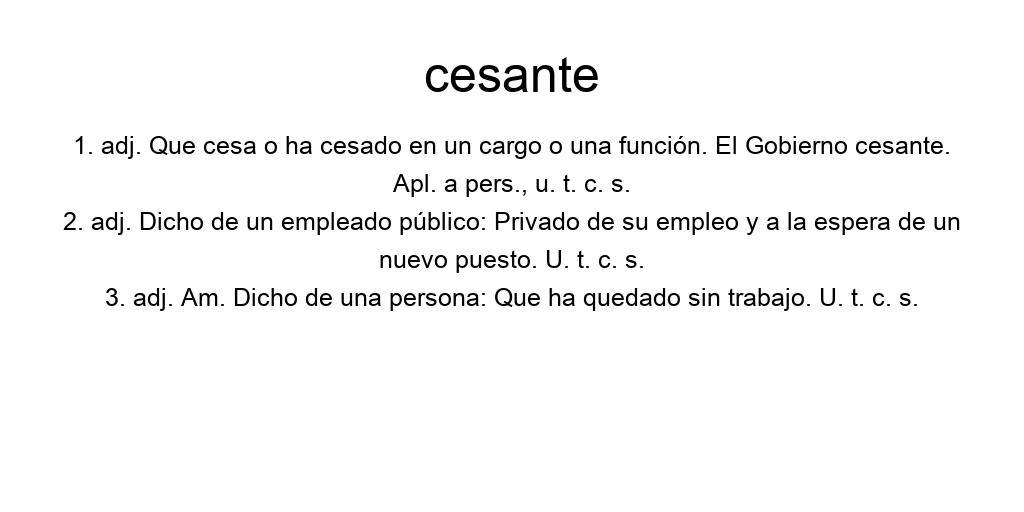 cesante
1. adj. Que cesa o ha cesado en un cargo o una función. El Gobierno cesante.
Apl. a pers., u. t. c. s.
2. adj. Dicho de un empleado público: Privado de su empleo y a la espera de un
nuevo puesto. U. t. c. s.
3. adj. Am. Dicho de una persona: Que ha quedado sin trabajo. U. t. c. s.